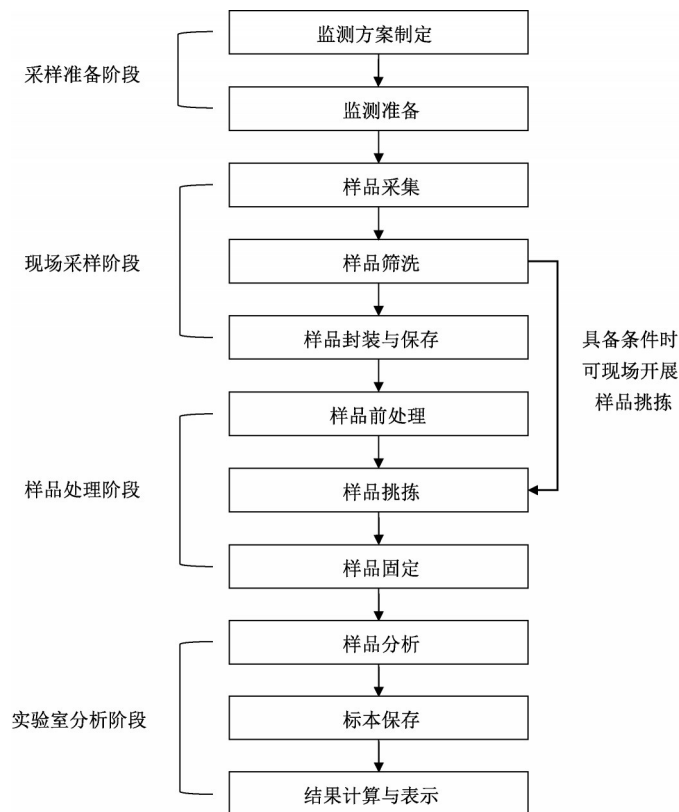 监测方案制定
采样准备阶段
监测准备
样品采集
现场采样阶段
样品筛洗
样品封装与保存
具备条件时
可现场开展
样品挑拣
样品前处理
样品处理阶段
样品挑拣
样品固定
样品分析
实验室分析阶段
标本保存
结果计算与表示